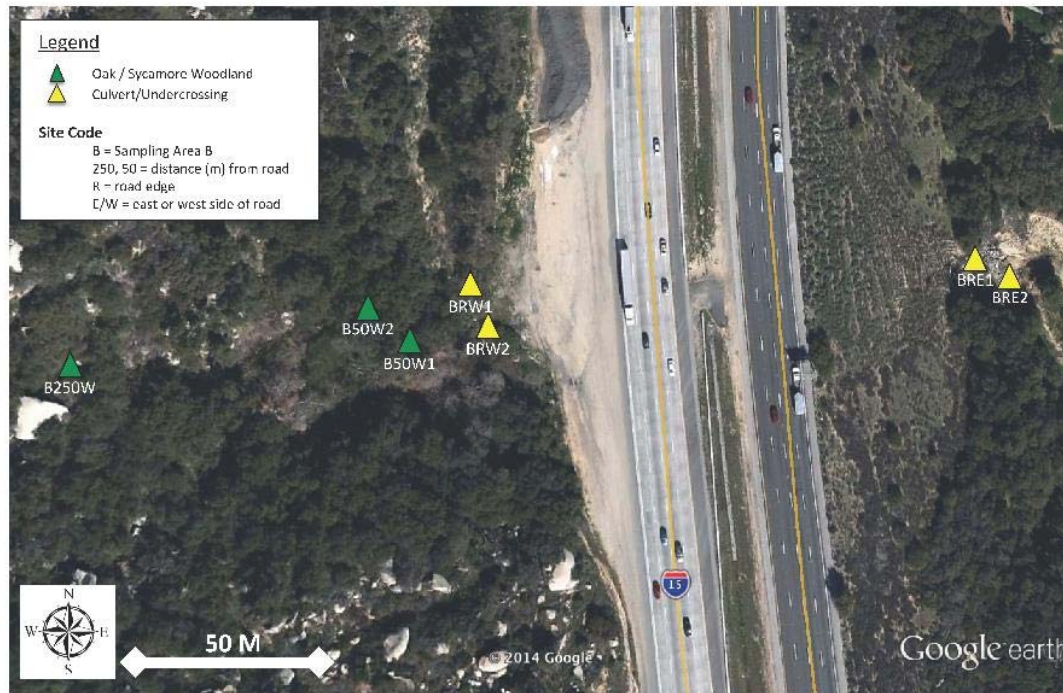 Legend
Oak / Sycamore Woodland
Culvert/Undercrossing
Site Code
B = Sampling Area B
250, 50 = distance (m) from road
R = road edge
E/W = east or west side of road
BRE1
BRE2
BRW1
B50W2
BRW2
B50W1
B250W
15
N
W
E
S
50 M
© 2014 Google
Google earth